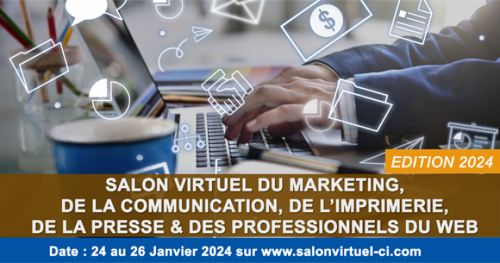 EDITION 2024
SALON VIRTUEL DU MARKETING,
DE LA COMMUNICATION, DE L'IMPRIMERIE,
DE LA PRESSE & DES PROFESSIONNELS DU WEB
Date : 24 au 26 Janvier 2024 sur www.salonvirtuel-ci.com